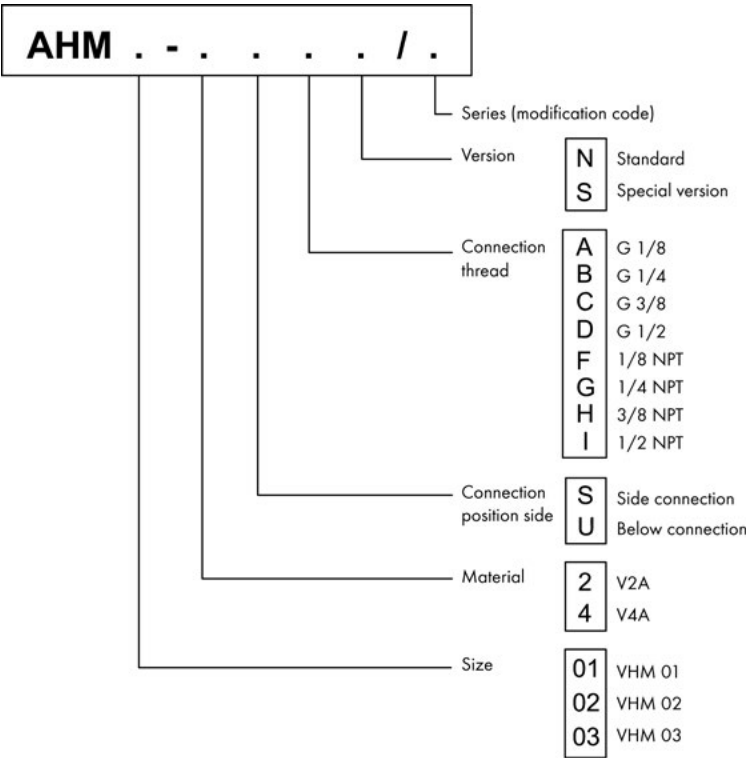 AHM . - . . . . / .
Series (modification code)
Version
N Standard
S Special version
Connection
thread
A G 1/8
B G 1/4
C G 3/8
D G 1/2
F 1/8 NPT
G 1/4 NPT
H 3/8 NPT
I 1/2 NPT
Connection
position side
S Side connection
U Below connection
Material
2 V2A
4 V4A
Size
01 VHM 01
02 VHM 02
03 VHM 03